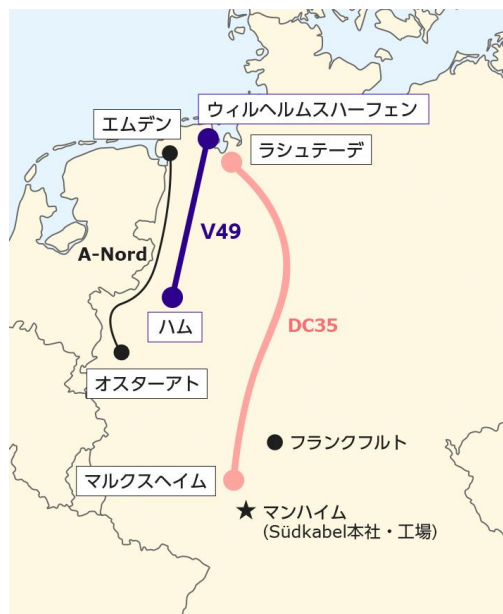 ウィルヘルムスハーフェン
エムデン
ラシュテーデ
V49
A-Nord
ハム
DC35
オスターアト
フランクフルト
マルクスヘイム
マンハイム
(Südkabel本社・工場)